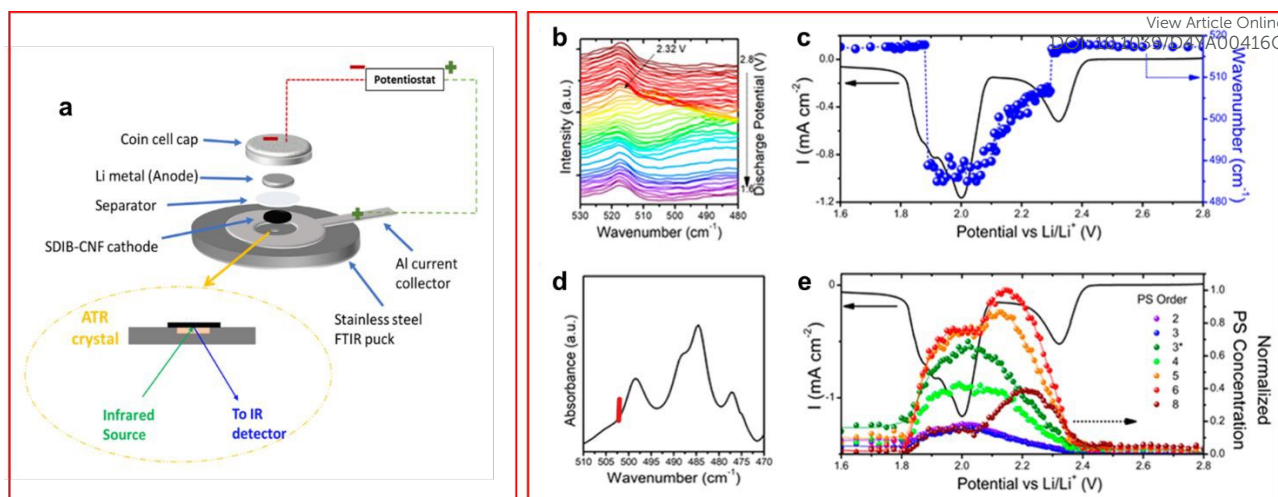 View Article Online
DOI: 10.1039/D4YA00416G
a
Potentiostat
Coin cell cap
Li metal (Anode)
Separator
SDIB-CNF cathode
Al current
collector
Stainless steel
FTIR puck
ATR
crystal
Infrared
Source
To IR
detector
b
2.32 V
2.8
1.6
Intensity (a.u.)
Discharge Potential (V)
530 520 510 500 490 480
Wavenumber (cm-1)
c
0.0
-0.4
-0.8
-1.2
I (mA cm-2)
520
510
500
490
480
Wavenumber (cm-1)
1.6 2.0 2.2 2.4 2.6 2.8
Potential vs Li/Li+ (V)
d
Absorbance (a.u.)
510 505 500 495 490 485 480 475 470
Wavenumber (cm-1)
e
0
-1
I (mA cm-2)
PS Order
2
3
3*
4
5
6
8
1.0
0.8
0.6
0.4
0.2
0.0
Normalized
PS Concentration
1.6 1.8 2.0 2.2 2.4 2.6 2.8
Potential vs Li/Li+ (V)